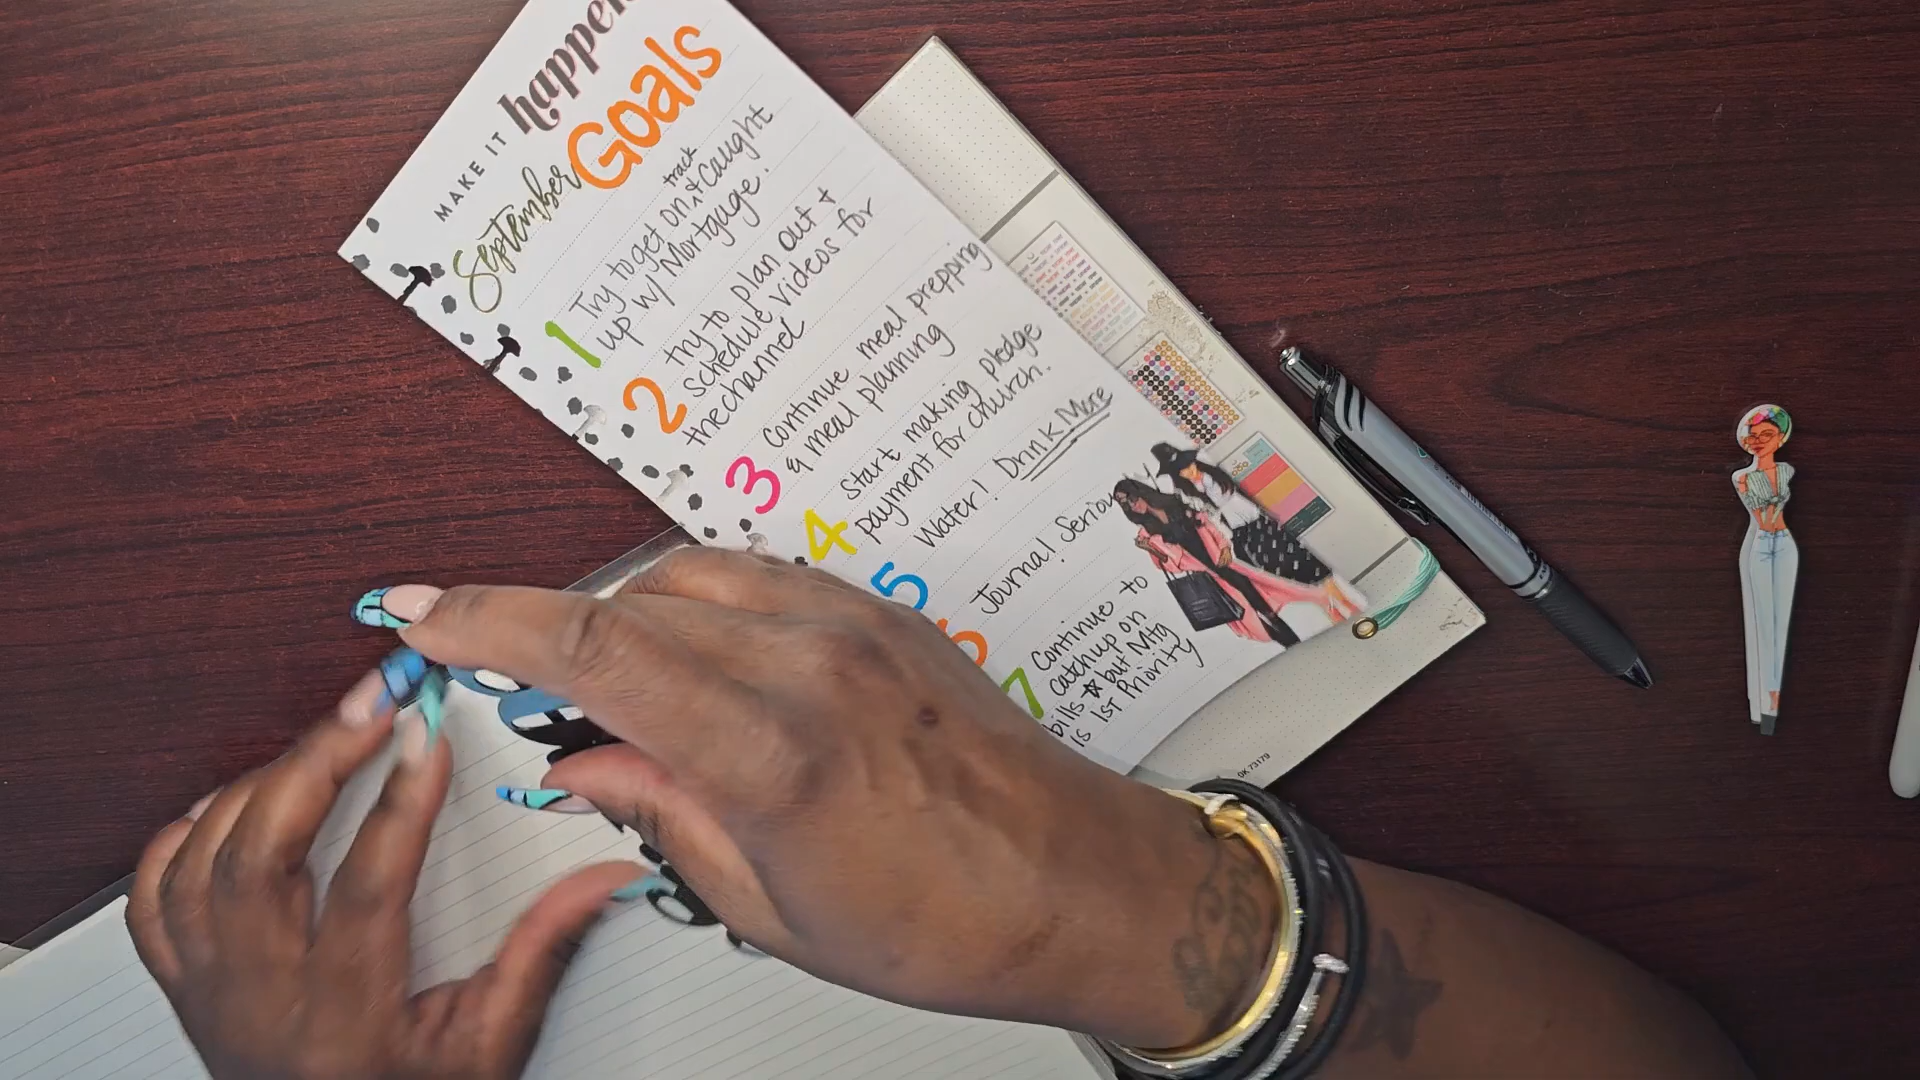 MAKE IT
happen
September
Goals
1 Try to get on track & caught
up w/ Mortgage.
2 try to plan out &
schedule videos for
the channel
3 Continue meal prepping
& meal planning
4 Start making pledge
payment for church.
5 Water! Drink More
6 Journal Seriou
7 Continue to
catchup on
bills ☆ but Mtg
is 1st Priority